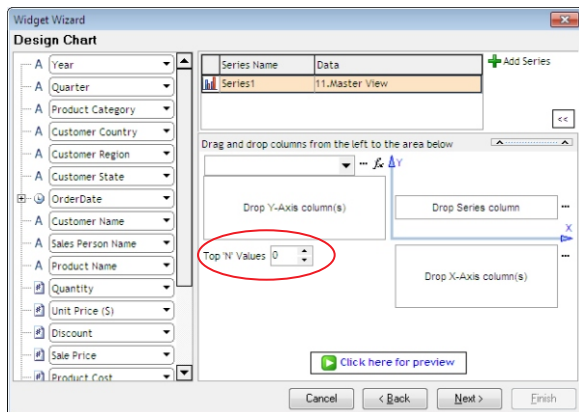 Widget Wizard
Design Chart
A Year
A Quarter
A Product Category
A Customer Country
A Customer Region
A Customer State
OrderDate
A Customer Name
A Sales Person Name
A Product Name
# Quantity
# Unit Price ($)
# Discount
# Sale Price
# Product Cost
Series Name Data
Series1 11.Master View
Add Series
<<
Drag and drop columns from the left to the area below
... fx Y
Drop Y-Axis column(s)
Drop Series column ...
X
Top 'N' Values 0
...
Drop X-Axis column(s)
Click here for preview
Cancel < Back Next > Finish